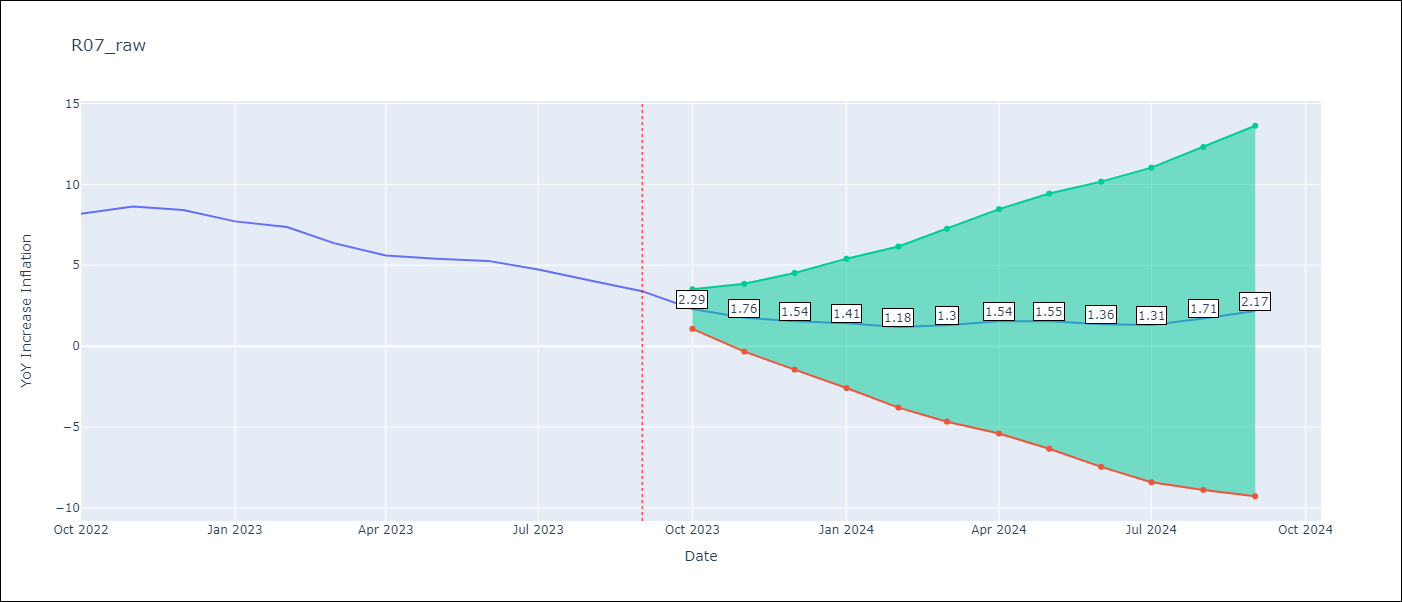 R07_raw
YoY Increase Inflation
15
10
5
0
−5
−10
2.29
1.76
1.54
1.41
1.18
1.3
1.54
1.55
1.36
1.31
1.71
2.17
Oct 2022
Jan 2023
Apr 2023
Jul 2023
Oct 2023
Jan 2024
Apr 2024
Jul 2024
Oct 2024
Date